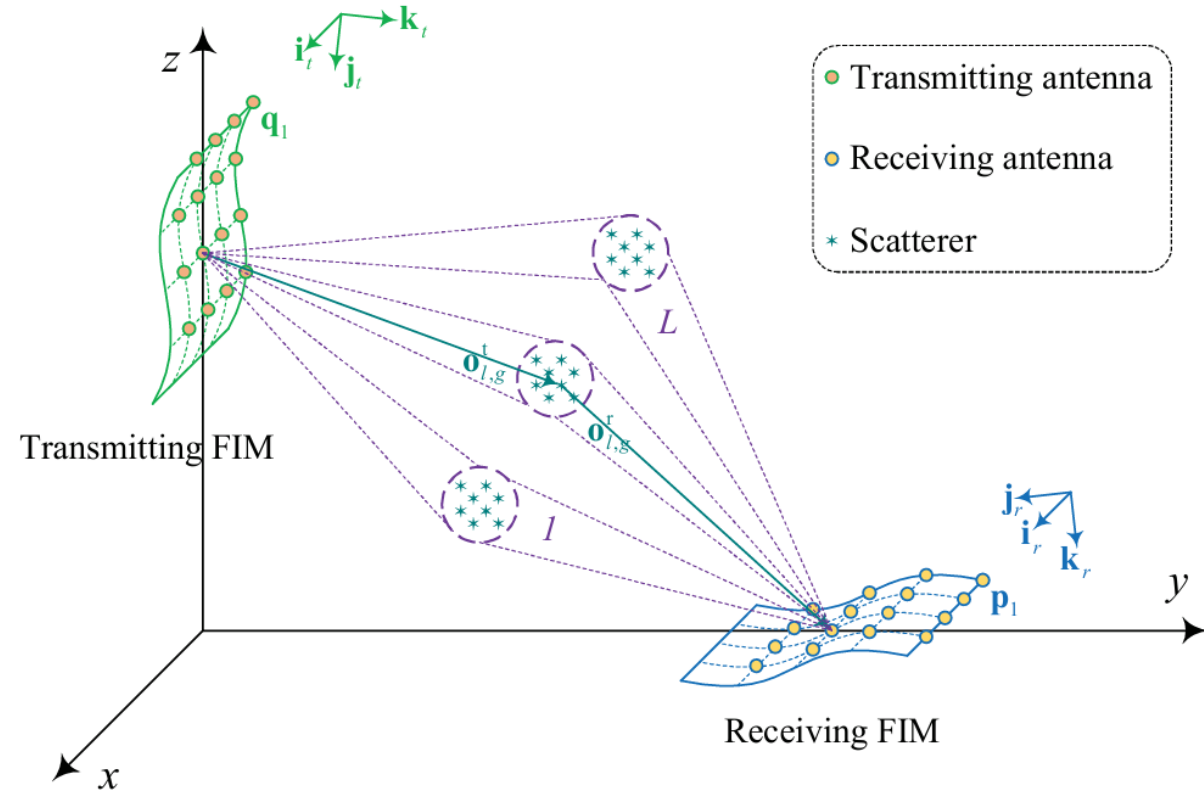 z
i_t
k_t
j_t
q_1
Transmitting antenna
Receiving antenna
Scatterer
L
o^t_{l,g}
o^r_{l,g}
Transmitting FIM
1
j_r
i_r
k_r
p_1
y
Receiving FIM
x